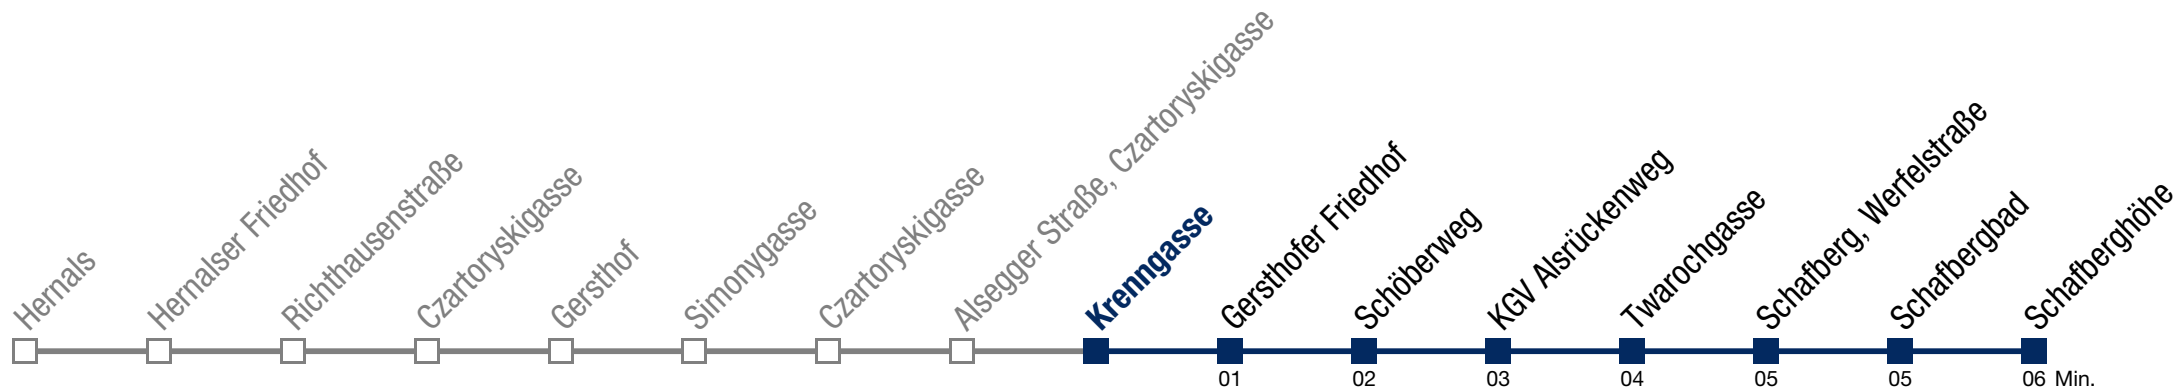 Hernals
Hernalser Friedhof
Richthausenstraße
Czartoryskigasse
Gersthof
Simonygasse
Czartoryskigasse
Alsegger Straße, Czartoryskigasse
Krenngasse
Gersthofer Friedhof
Schöberweg
KGV Alsrückenweg
Twarochgasse
Schafberg, Werfelstraße
Schafbergbad
Schafberghöhe
01 02 03 04 05 05 06 Min.